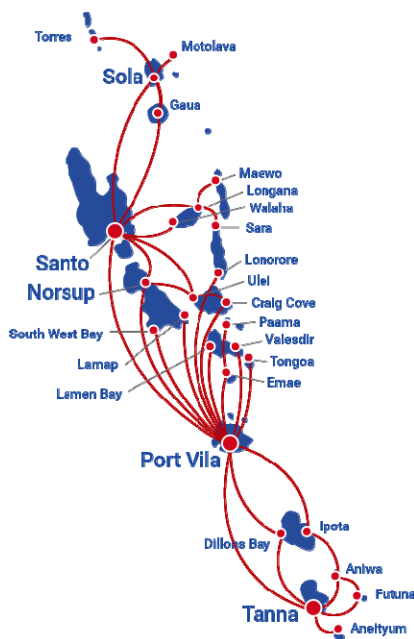 Torres
Motolava
Sola
Gaua
Maewo
Longana
Walaha
Sara
Santo
Lonorore
Norsup
Ulei
Craig Cove
South West Bay
Paama
Valesdir
Lamap
Tongoa
Lamen Bay
Emae
Port Vila
Ipota
Dillons Bay
Aniwa
Futuna
Tanna
Aneityum